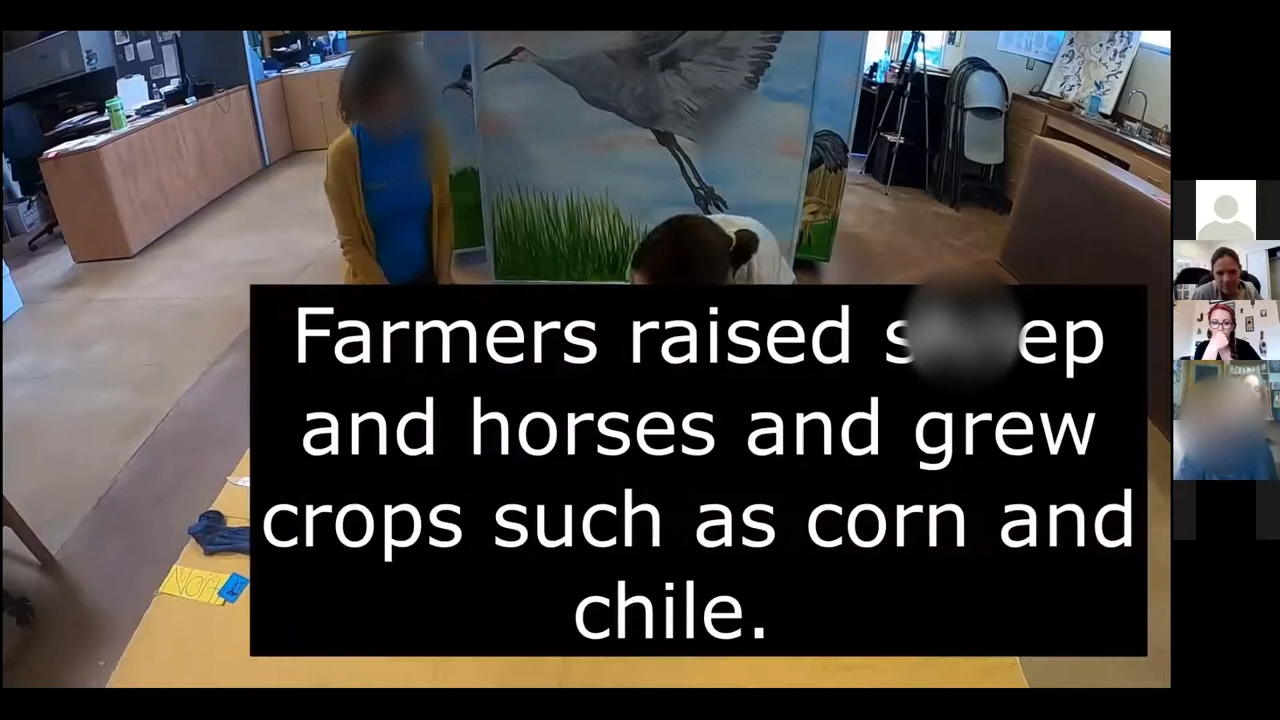 Farmers raised
and horses and grew
crops such as corn and
chile.